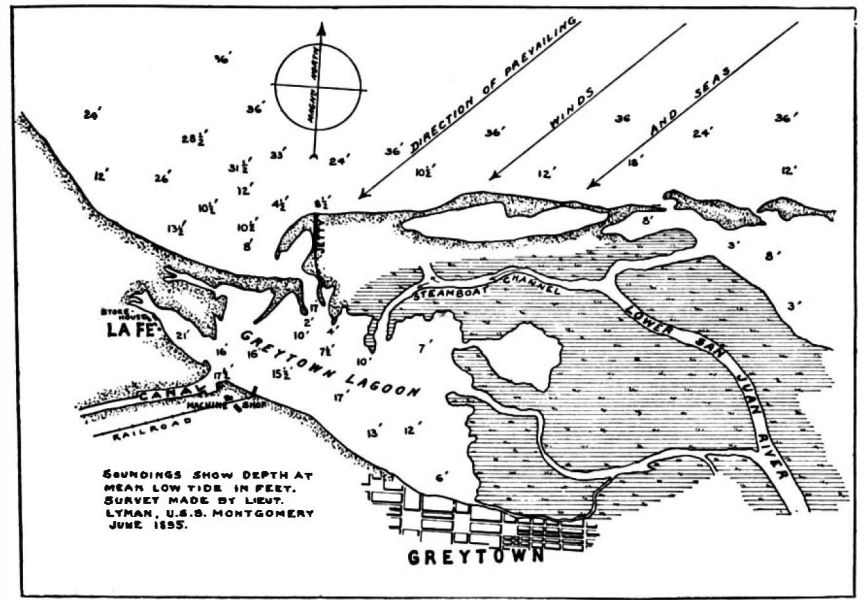 36'
MAGNC NORTH
DIRECTION OF PREVAILING
WINDS
AND SEAS
24'
36'
36'
36'
36'
36
24'
36'
28½'
31½'
33'
24'
10½'
12'
18'
12'
12'
26'
12'
10½'
4½'
8½'
13½'
10½'
8'
JETTY
8'
3'
8'
3'
STEAMBOAT CHANNEL
LOWER SAN JUAN RIVER
STORE
HOUSE
LA FE
21'
17
2'
10'
4'
GREYTOWN LAGOON
16'
16'
7½'
10'
7'
17½'
15½'
17'
CANAL
MACHINE SHOP
RAILROAD
13'
12'
6'
SOUNDINGS SHOW DEPTH AT
MEAN LOW TIDE IN FEET.
SURVEY MADE BY LIEUT.
LYMAN, U.S.S. MONTGOMERY
JUNE 1895.
GREYTOWN